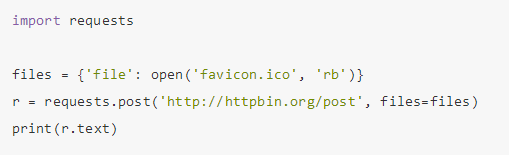 import requests
files = {'file': open('favicon.ico', 'rb')}
r = requests.post('http://httpbin.org/post', files=files)
print(r.text)